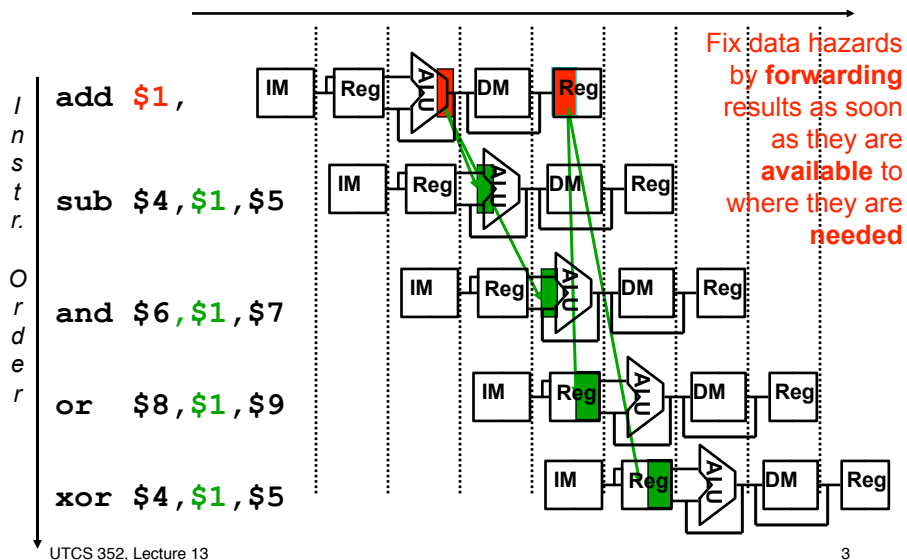 Fix data hazards
by forwarding
results as soon
as they are
available to
where they are
needed
Instr. Order
add $1,
IM Reg ALU DM Reg
sub $4,$1,$5
IM Reg ALU DM Reg
and $6,$1,$7
IM Reg ALU DM Reg
or $8,$1,$9
IM Reg ALU DM Reg
xor $4,$1,$5
IM Reg ALU DM Reg
UTCS 352, Lecture 13
3